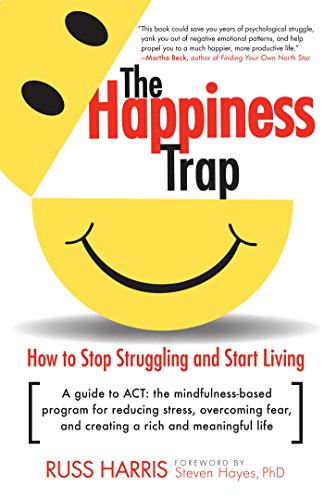 "This book could save you years of psychological struggle,
yank you out of negative emotional patterns, and help
propel you to a much happier, more productive life."
—Martha Beck, author of Finding Your Own North Star
The
Happiness
Trap
How to Stop Struggling and Start Living
A guide to ACT: the mindfulness-based
program for reducing stress, overcoming fear,
and creating a rich and meaningful life
RUSS HARRIS FOREWORD BY Steven Hayes, PhD